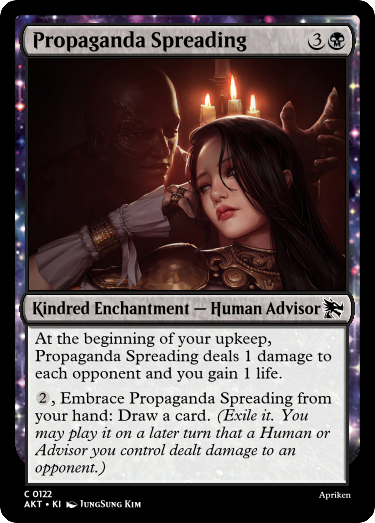 Propaganda Spreading 3
Kindred Enchantment — Human Advisor
At the beginning of your upkeep,
Propaganda Spreading deals 1 damage to
each opponent and you gain 1 life.
2, Embrace Propaganda Spreading from
your hand: Draw a card. (Exile it. You
may play it on a later turn that a Human or
Advisor you control dealt damage to an
opponent.)
C 0122
AKT • KI JungSung Kim
Apriken